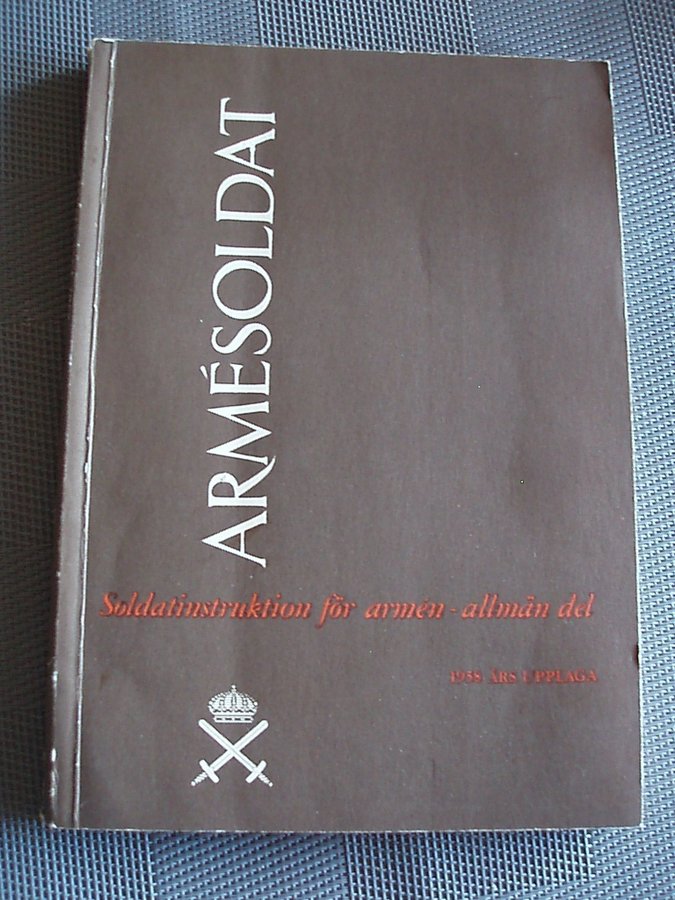 ARMÉSOLDAT
Soldatinstruktion för armén - allmän del
1958 ÅRS UPPLAGA